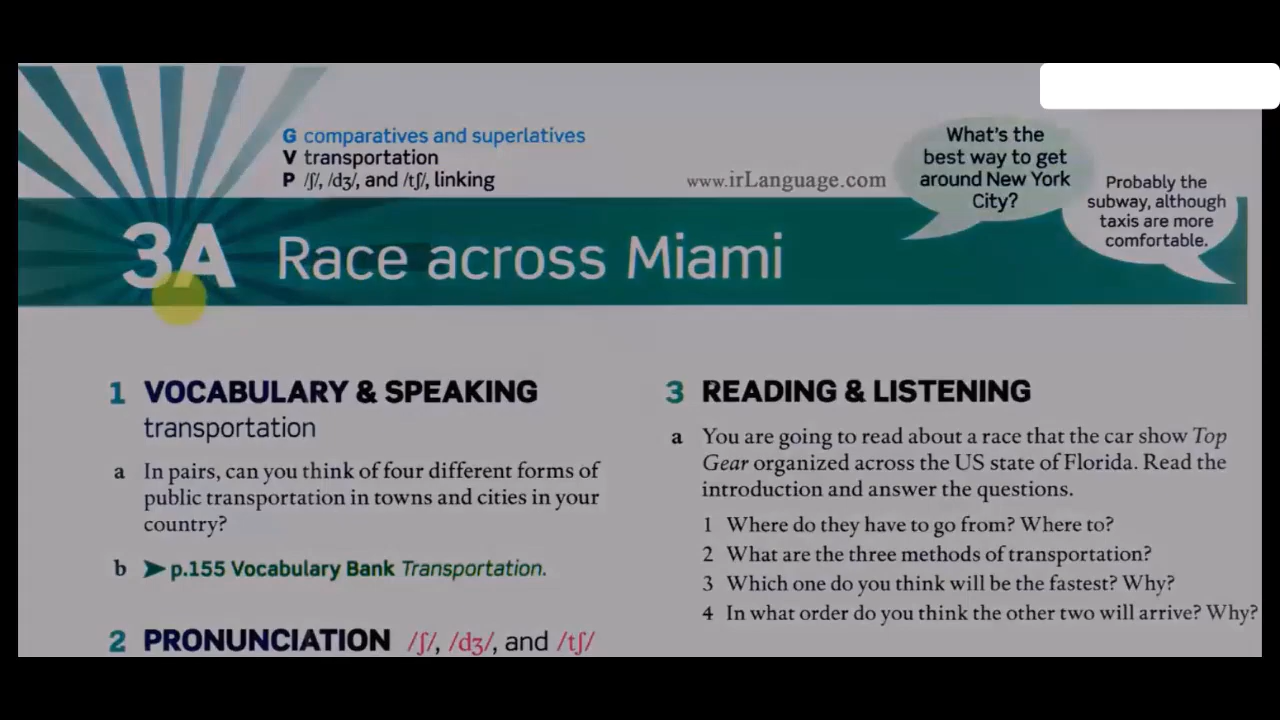 G comparatives and superlatives
V transportation
P /ʃ/, /dʒ/, and /tʃ/, linking
www.irLanguage.com
What's the
best way to get
around New York
City?
Probably the
subway, although
taxis are more
comfortable.
3A Race across Miami
1 VOCABULARY & SPEAKING
transportation
a In pairs, can you think of four different forms of
public transportation in towns and cities in your
country?
b ➤ p.155 Vocabulary Bank Transportation.
2 PRONUNCIATION /ʃ/, /dʒ/, and /tʃ/
3 READING & LISTENING
a You are going to read about a race that the car show Top
Gear organized across the US state of Florida. Read the
introduction and answer the questions.
1 Where do they have to go from? Where to?
2 What are the three methods of transportation?
3 Which one do you think will be the fastest? Why?
4 In what order do you think the other two will arrive? Why?